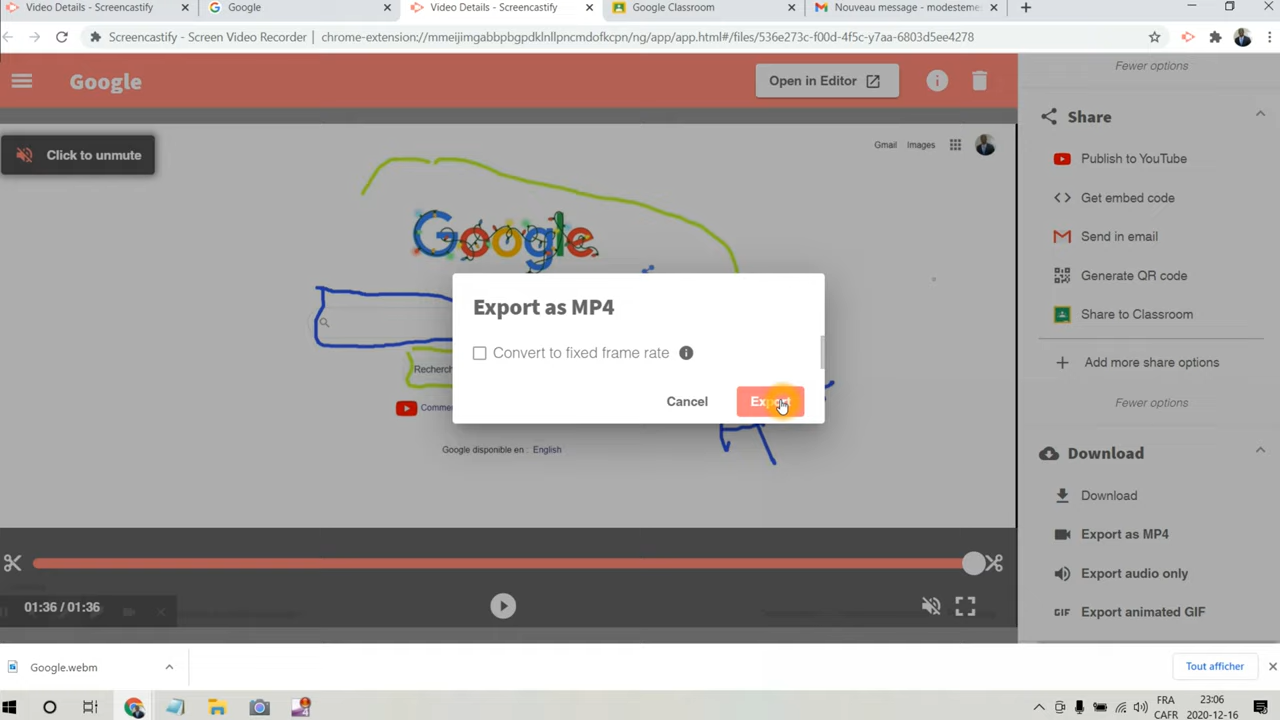 Video Details - Screencastify
Google
Video Details - Screencastify
Google Classroom
Nouveau message - modesteme
Screencastify - Screen Video Recorder | chrome-extension://mmeijimgabbpbgpdklnllpncmdofkcpn/ng/app/app.html#/files/536e273c-f00d-4f5c-y7aa-6803d5ee4278
Google
Open in Editor
Click to unmute
Gmail Images
Google
Recherch
Comme
Google disponible en : English
Export as MP4
Convert to fixed frame rate
Cancel
Export
01:36 / 01:36
Fewer options
Share
Publish to YouTube
Get embed code
Send in email
Generate QR code
Share to Classroom
Add more share options
Fewer options
Download
Download
Export as MP4
Export audio only
GIF Export animated GIF
Google.webm
Tout afficher
4
FRA
CAFR
23:06
2020-12-16